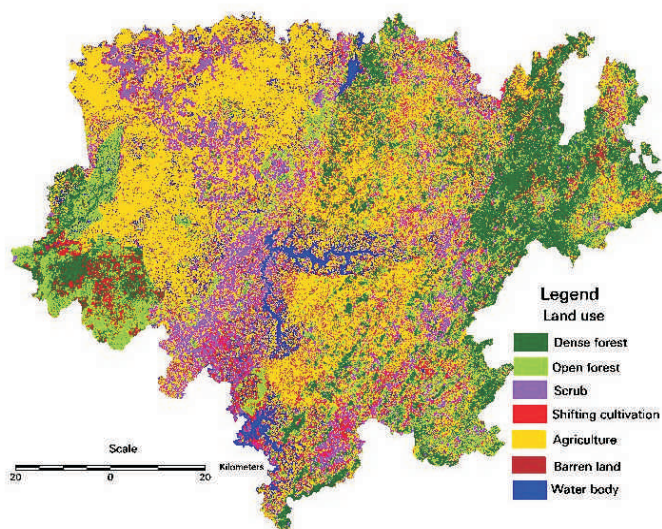 Legend
Land use
Dense forest
Open forest
Scrub
Shifting cultivation
Agriculture
Barren land
Water body
Scale
20 0 20 Kilometers